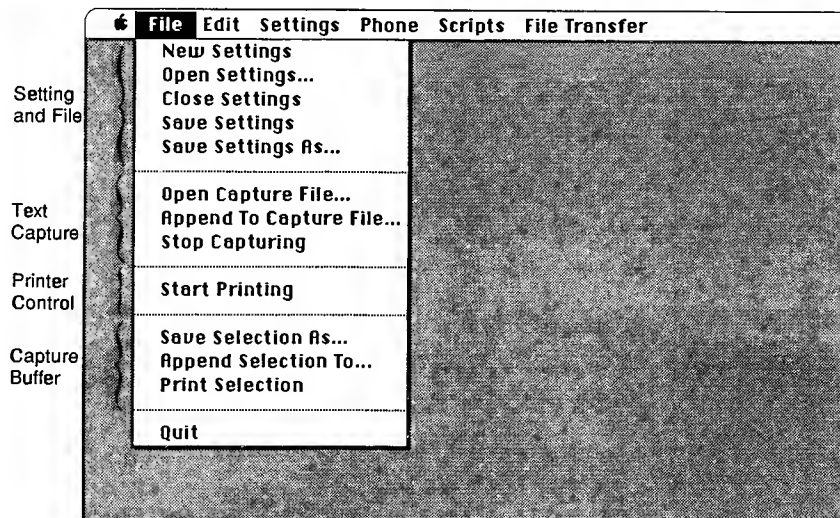 File Edit Settings Phone Scripts File Transfer
Setting
and File
New Settings
Open Settings...
Close Settings
Save Settings
Save Settings As...
Text
Capture
Open Capture File...
Append To Capture File...
Stop Capturing
Printer
Control
Start Printing
Capture
Buffer
Save Selection As...
Append Selection To...
Print Selection
Quit